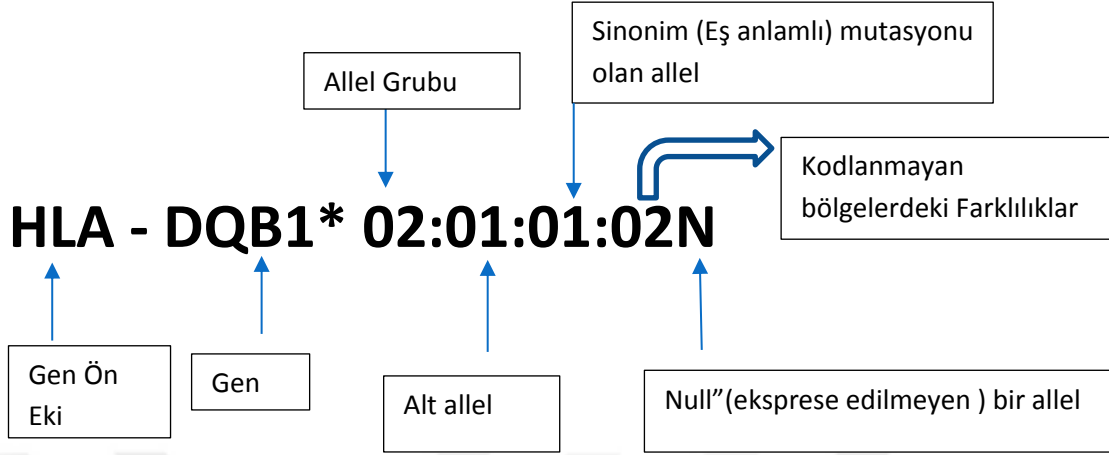 Sinonim (Eş anlamlı) mutasyonu
olan allel
Allel Grubu
Kodlanmayan
bölgelerdeki Farklılıklar
HLA - DQB1* 02:01:01:02N
Gen Ön
Eki
Gen
Alt allel
Null”(eksprese edilmeyen ) bir allel